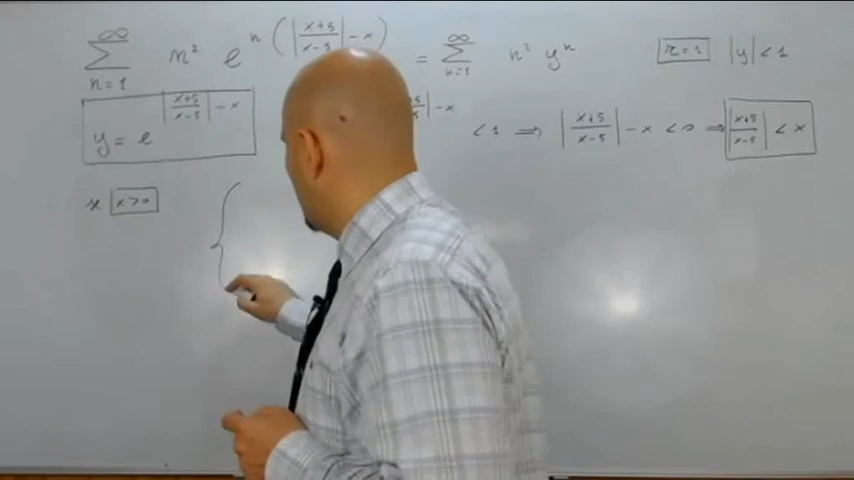 ∞ Σ n=1 n² e^{n(|x+5/x-5| - x)} = ∞ Σ n=1 n² yⁿ r=1 |y| < 1
y = e^{|x+5/x-5| - x} | - x < 1 ⇒ |x+5/x-5| - x < 0 ⇒ |x+5/x-5| < x
x>0 {